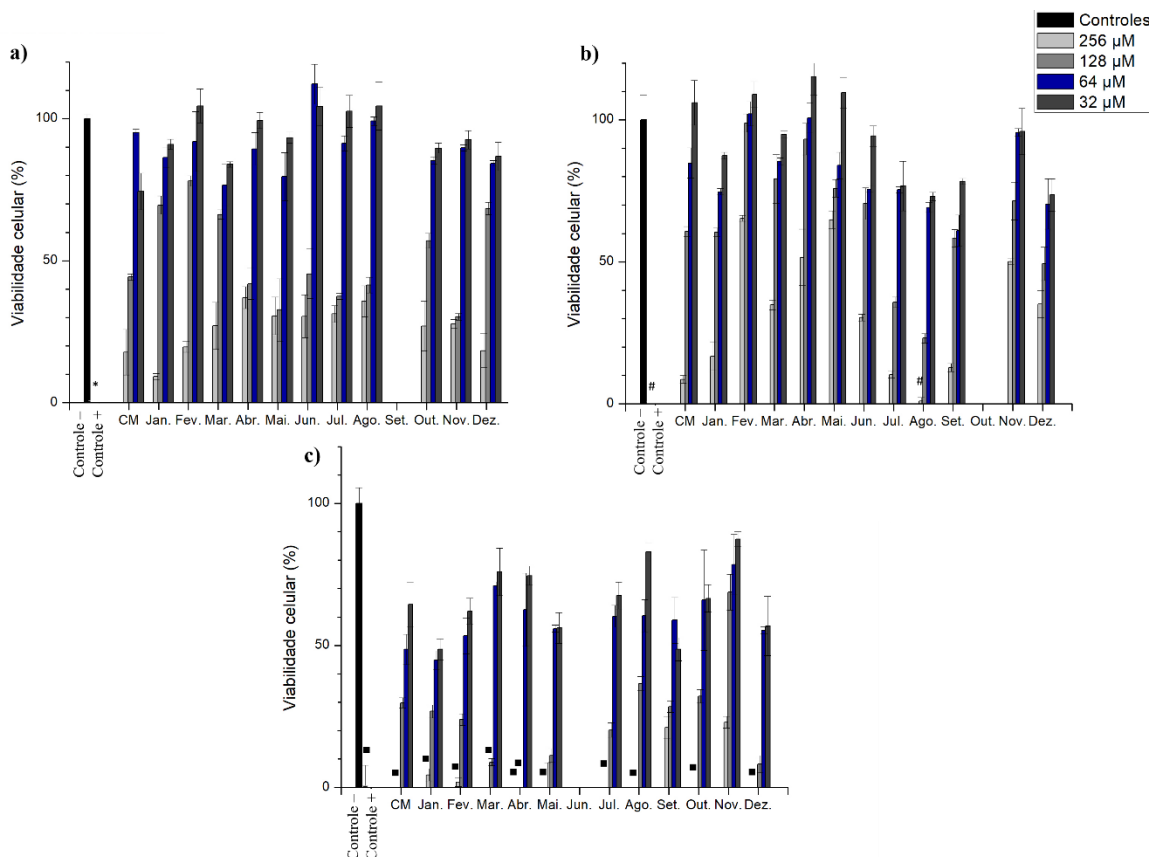 a)
Viabilidade celular (%)
100
50
0
*
Controle −
Controle +
CM Jan. Fev. Mar. Abr. Mai. Jun. Jul. Ago. Set. Out. Nov. Dez.
b)
Controles
256 µM
128 µM
64 µM
32 µM
Viabilidade celular (%)
100
50
0
#
#
Controle −
Controle +
CM Jan. Fev. Mar. Abr. Mai. Jun. Jul. Ago. Set. Out. Nov. Dez.
c)
Viabilidade celular (%)
100
50
0
Controle −
Controle +
CM Jan. Fev. Mar. Abr. Mai. Jun. Jul. Ago. Set. Out. Nov. Dez.